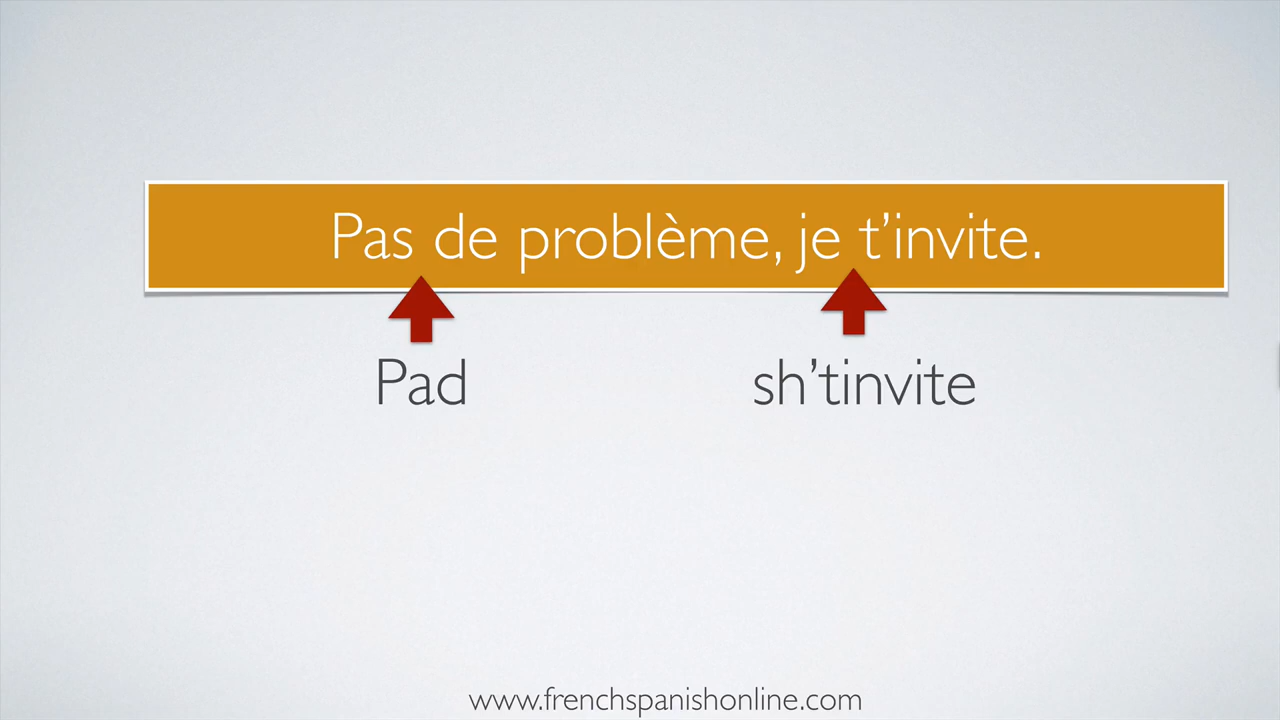 Pas de problème, je t’invite.
Pad
sh’tinvite
www.frenchspanishonline.com